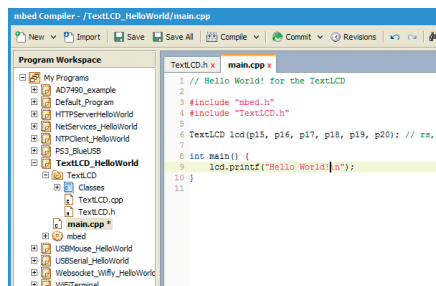 mbed Compiler - /TextLCD_HelloWorld/main.cpp
New Import Save Save All Compile Commit Revisions
Program Workspace
My Programs
AD7490_example
Default_Program
HTTPServerHelloWorld
NetServices_HelloWorld
NTPClient_HelloWorld
PS3_BlueUSB
TextLCD_HelloWorld
TextLCD
Classes
TextLCD.cpp
TextLCD.h
main.cpp *
mbed
USBMouse_HelloWorld
USBSerial_HelloWorld
Websocket_Wifly_HelloWorld
WiFiTerminal
TextLCD.h x main.cpp x
1 // Hello World! for the TextLCD
2
3 #include "mbed.h"
4 #include "TextLCD.h"
5
6 TextLCD lcd(p15, p16, p17, p18, p19, p20); // rs,
7
8 int main() {
9 lcd.printf("Hello World!\n");
10 }
11